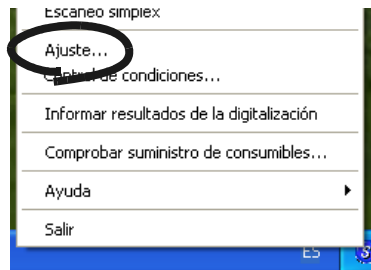 Escaneo simplex
Ajuste...
Control de condiciones...
Informar resultados de la digitalización
Comprobar suministro de consumibles...
Ayuda
Salir
ES